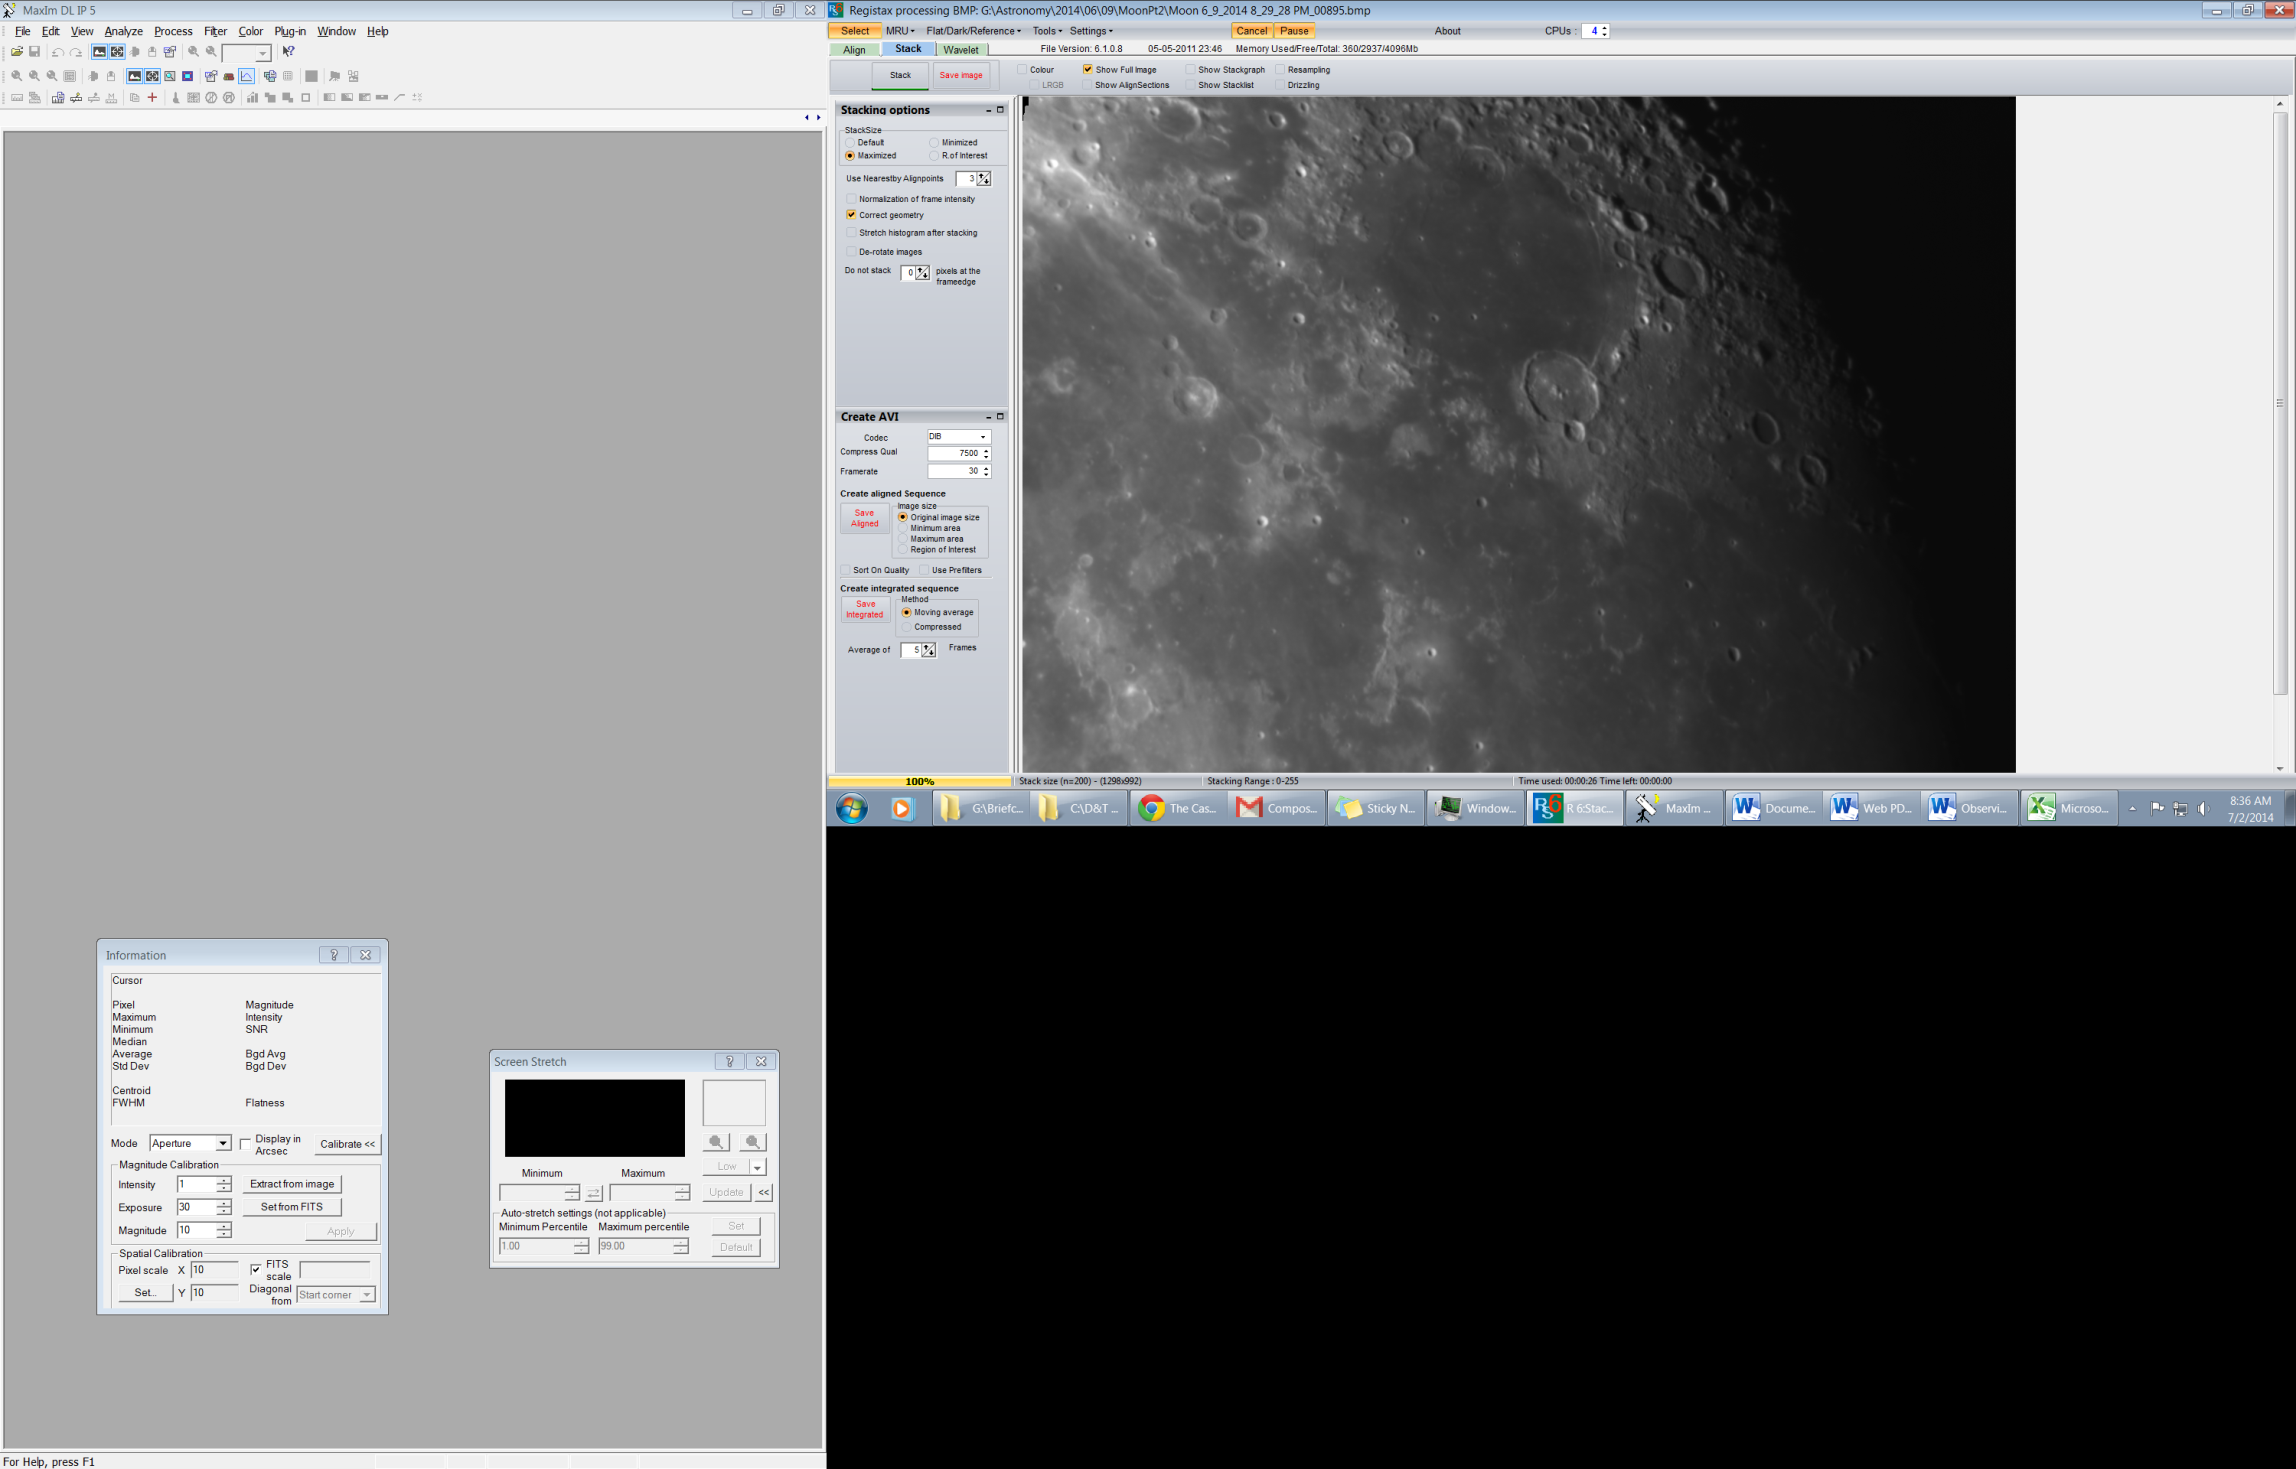 MaxIm DL IP 5
File Edit View Analyze Process Filter Color Plug-in Window Help
Information
Cursor
Pixel Magnitude
Maximum Intensity
Minimum SNR
Median
Average Bgd Avg
Std Dev Bgd Dev
Centroid
FWHM Flatness
Mode Aperture Display in Arcsec Calibrate <<
Magnitude Calibration
Intensity 1 Extract from image
Exposure 30 Set from FITS
Magnitude 10 Apply
Spatial Calibration
Pixel scale X 10 FITS scale
Set... Y 10 Diagonal from Start corner
Screen Stretch
Minimum Maximum
Low
Update <<
Auto-stretch settings (not applicable)
Minimum Percentile Maximum percentile Set
1.00 99.00 Default
For Help, press F1
Registax processing BMP: G:\Astronomy\2014\06\09\MoonPt2\Moon 6_9_2014 8_29_28 PM_00895.bmp
Select MRU Flat/Dark/Reference Tools Settings Cancel Pause About CPUs : 4
Align Stack Wavelet File Version: 6.1.0.8 05-05-2011 23:46 Memory Used/Free/Total: 360/2937/4096Mb
Stack Save image
Colour Show Full Image Show Stackgraph Resampling
LRGB Show AlignSections Show Stacklist Drizzling
Stacking options
StackSize
Default Minimized
Maximized R.of Interest
Use Nearestby Alignpoints 3
Normalization of frame intensity
Correct geometry
Stretch histogram after stacking
De-rotate images
Do not stack 0 pixels at the frameedge
Create AVI
Codec DIB
Compress Qual 7500
Framerate 30
Create aligned Sequence
Save Aligned
Image size
Original image size
Minimum area
Maximum area
Region of Interest
Sort On Quality Use Prefilters
Create integrated sequence
Save Integrated
Method
Moving average
Compressed
Average of 5 Frames
100% Stack size (n=200) - (1298x992) Stacking Range : 0-255 Time used: 00:00:26 Time left: 00:00:00
G:\Briefc... C:\D&T ... The Cas... Compos... Sticky N... Window... R 6:Stac... MaxIm ... Docume... Web PD... Observi... Microso...
8:36 AM
7/2/2014